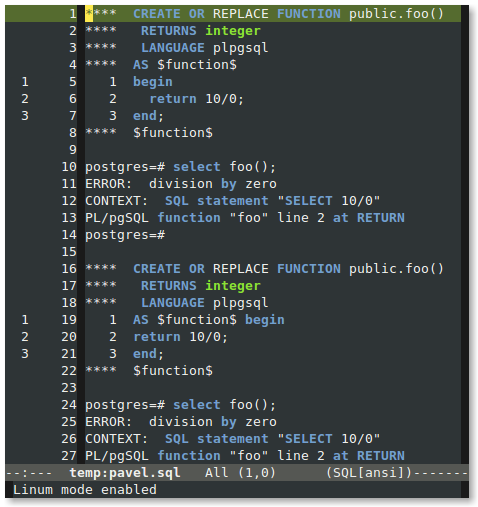 1 ****  CREATE OR REPLACE FUNCTION public.foo()
2 ****   RETURNS integer
3 ****   LANGUAGE plpgsql
4 ****  AS $function$
1 5    1  begin
2 6    2    return 10/0;
3 7    3  end;
8 ****  $function$
9
10 postgres=# select foo();
11 ERROR:  division by zero
12 CONTEXT:  SQL statement "SELECT 10/0"
13 PL/pgSQL function "foo" line 2 at RETURN
14 postgres=#
15
16 ****  CREATE OR REPLACE FUNCTION public.foo()
17 ****   RETURNS integer
18 ****   LANGUAGE plpgsql
1 19    1  AS $function$ begin
2 20    2  return 10/0;
3 21    3  end;
22 ****  $function$
23
24 postgres=# select foo();
25 ERROR:  division by zero
26 CONTEXT:  SQL statement "SELECT 10/0"
27 PL/pgSQL function "foo" line 2 at RETURN
--:---  temp:pavel.sql   All (1,0)      (SQL[ansi])-------
Linum mode enabled